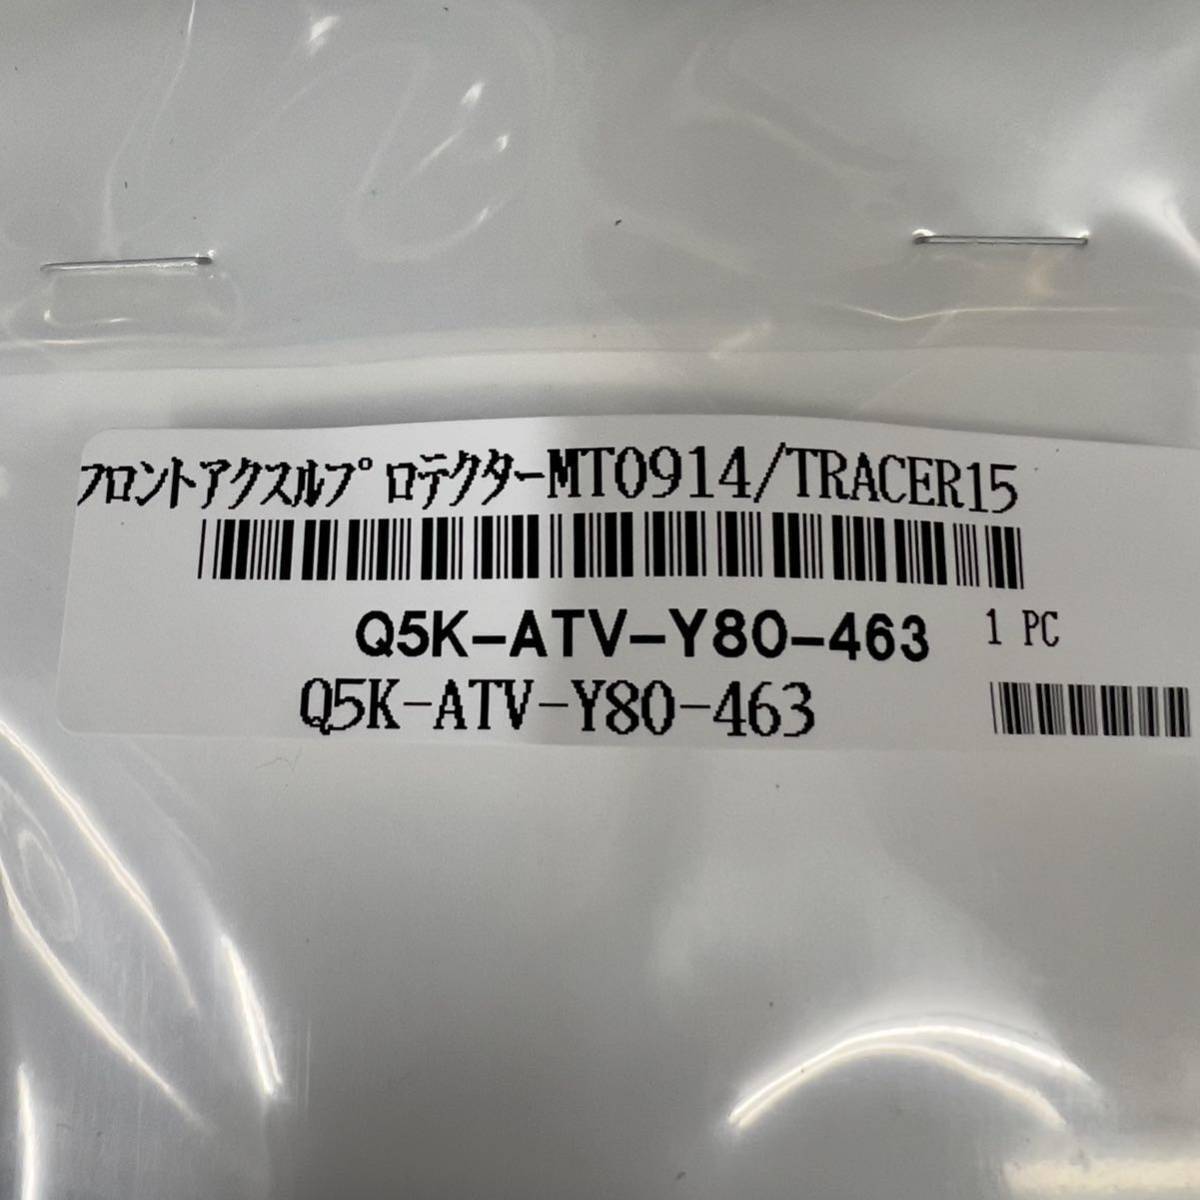 フロントアクスルプロテクターMT0914/TRACER15
Q5K-ATV-Y80-463 1 PC
Q5K-ATV-Y80-463